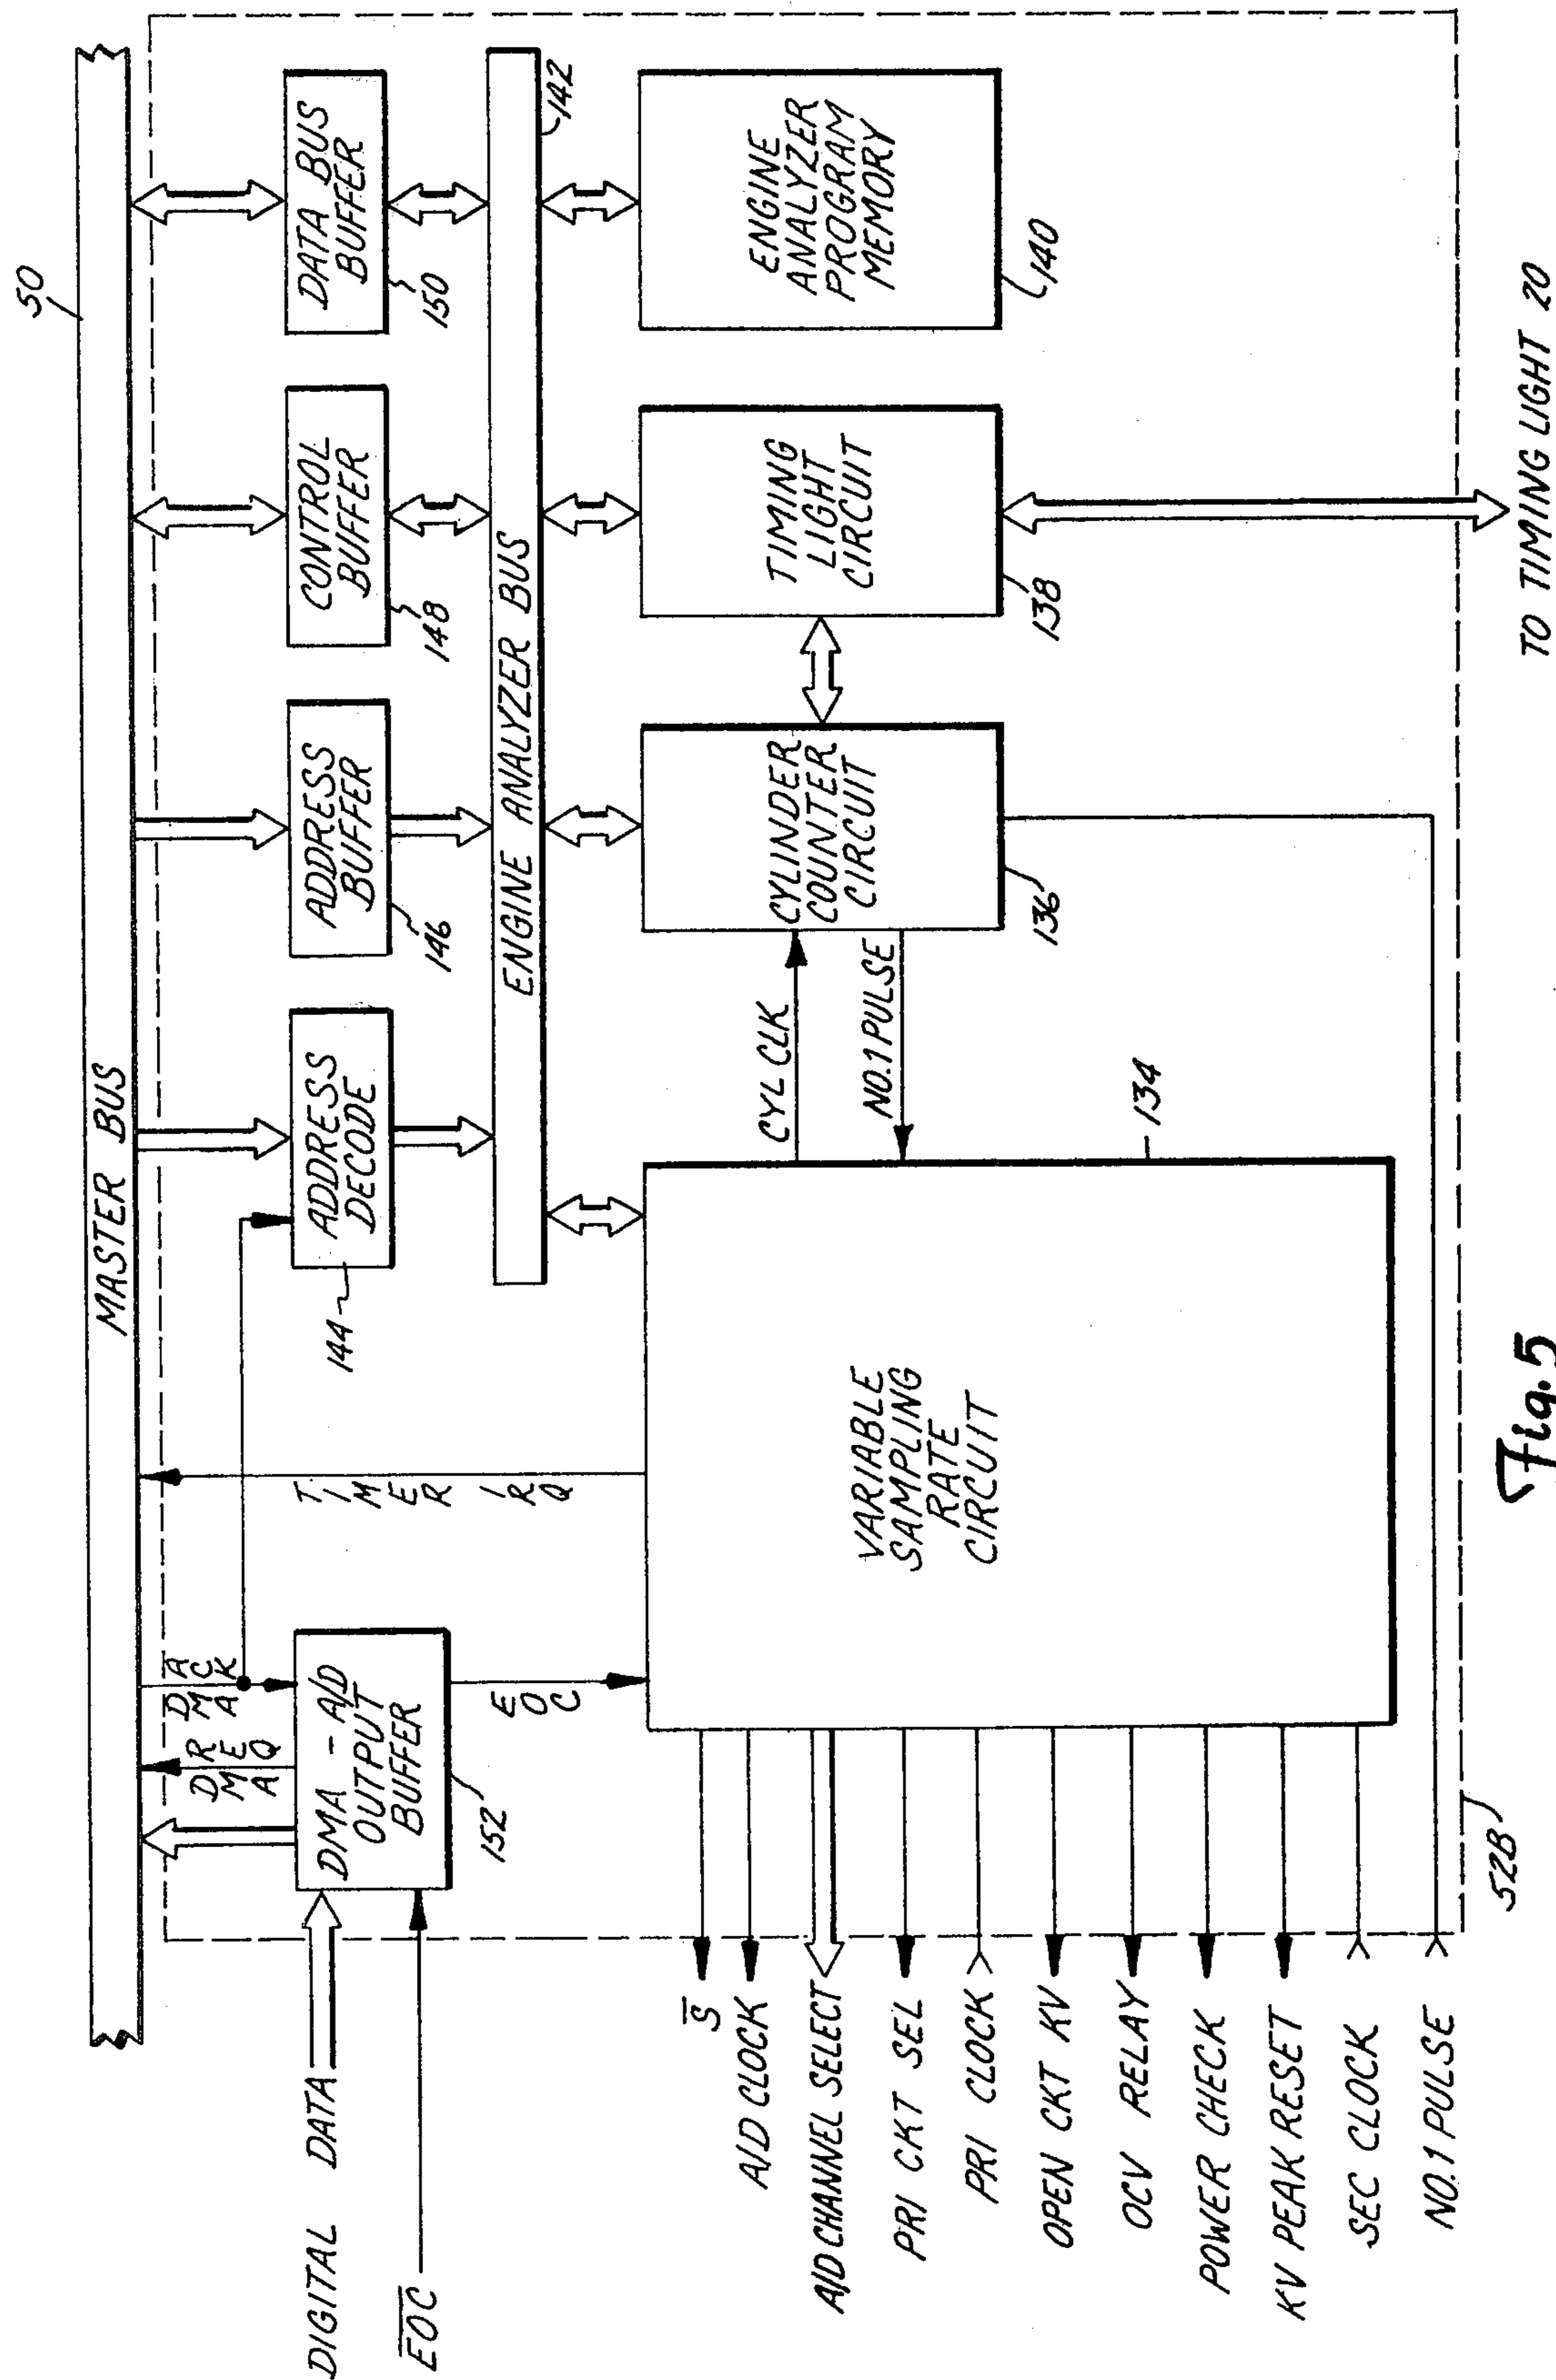 50
MASTER BUS
DMA
ACK
DMA
REQ
TIMER IRQ
DIGITAL DATA
EOC
DMA - A/D
OUTPUT
BUFFER
152
EOC
144
ADDRESS
DECODE
146
ADDRESS
BUFFER
148
CONTROL
BUFFER
150
DATA BUS
BUFFER
ENGINE ANALYZER BUS
142
VARIABLE
SAMPLING
RATE
CIRCUIT
134
CYL CLK
NO.1 PULSE
CYLINDER
COUNTER
CIRCUIT
136
TIMING
LIGHT
CIRCUIT
138
ENGINE
ANALYZER
PROGRAM
MEMORY
140
S
A/D CLOCK
A/D CHANNEL SELECT
PRI CKT SEL
PRI CLOCK
OPEN CKT KV
OCV RELAY
POWER CHECK
KV PEAK RESET
SEC CLOCK
NO.1 PULSE
52B
TO TIMING LIGHT 20
Fig. 5